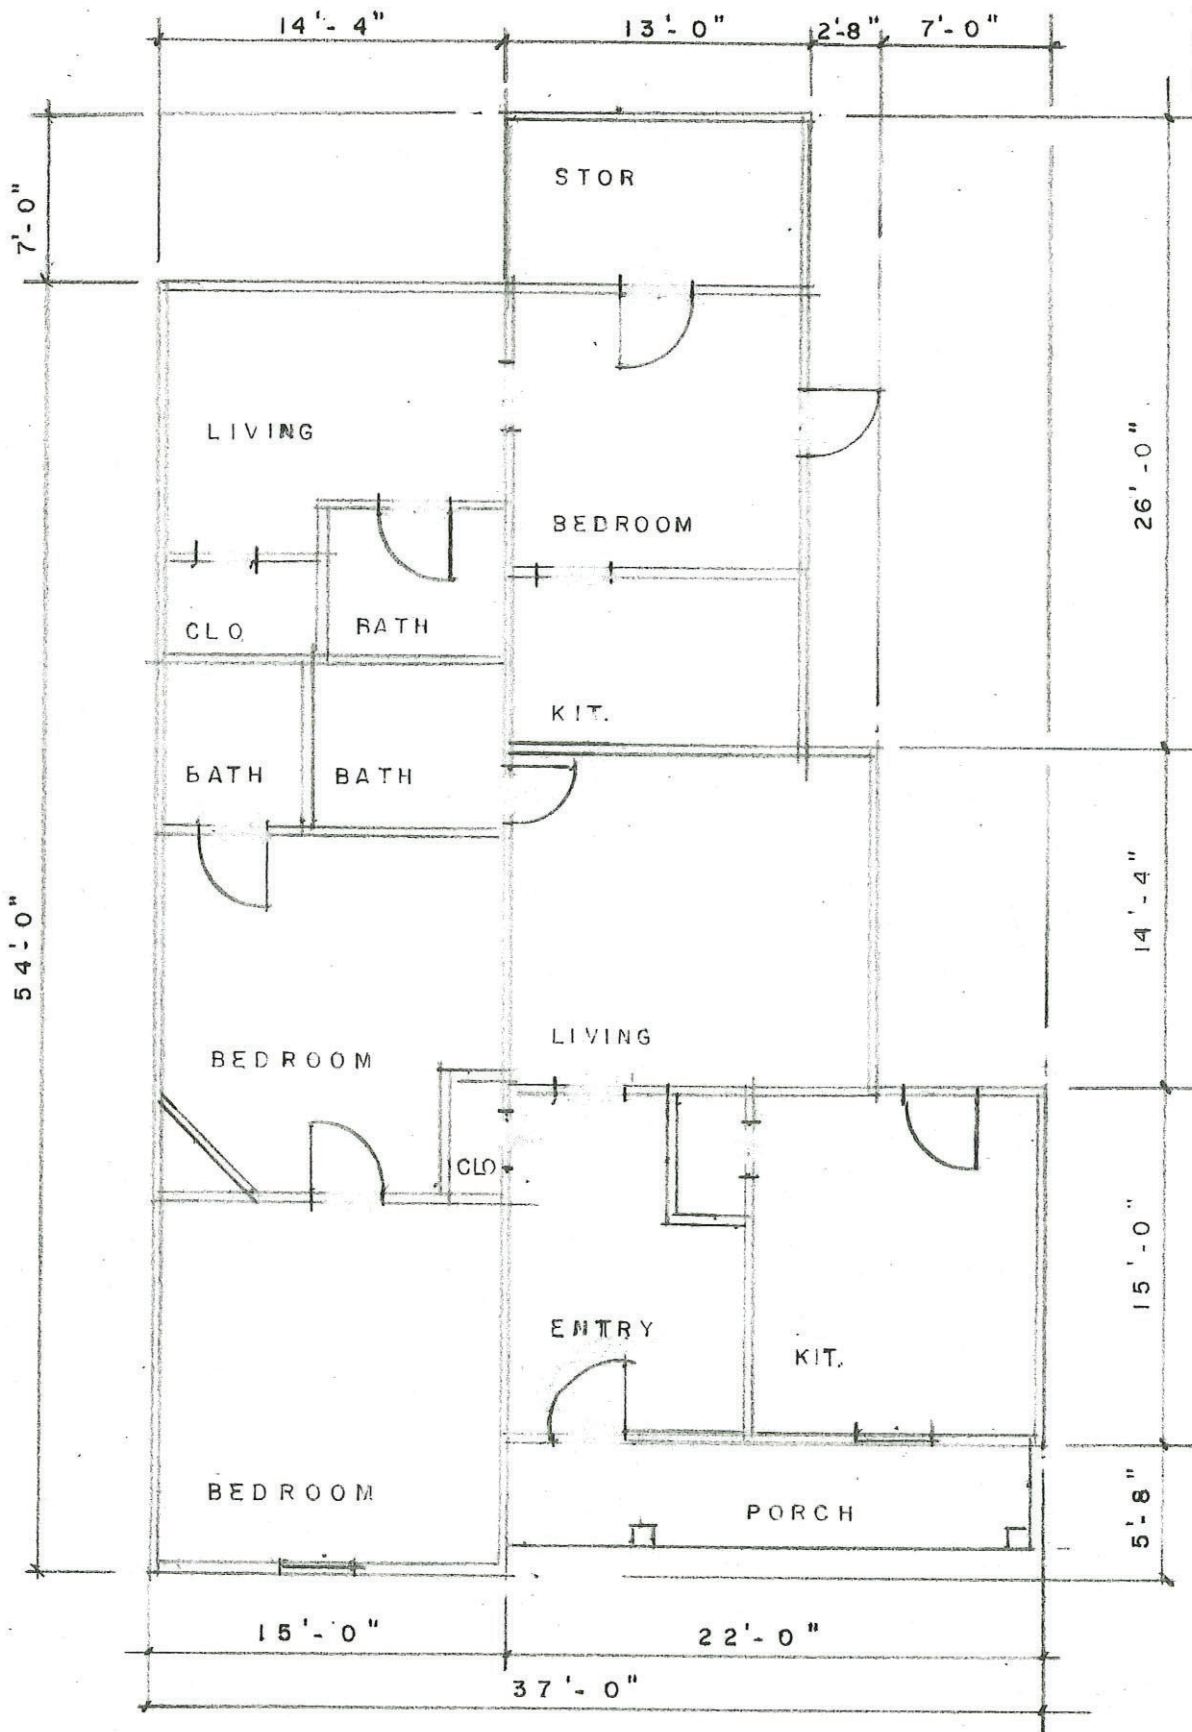 14'-4"
13'-0"
2'-8"
7'-0"
7'-0"
STOR
LIVING
26'-0"
BEDROOM
CLO
BATH
KIT.
BATH
BATH
14'-4"
54'-0"
LIVING
BEDROOM
CLO
15'-0"
ENTRY
KIT.
BEDROOM
PORCH
5'-8"
15'-0"
22'-0"
37'-0"